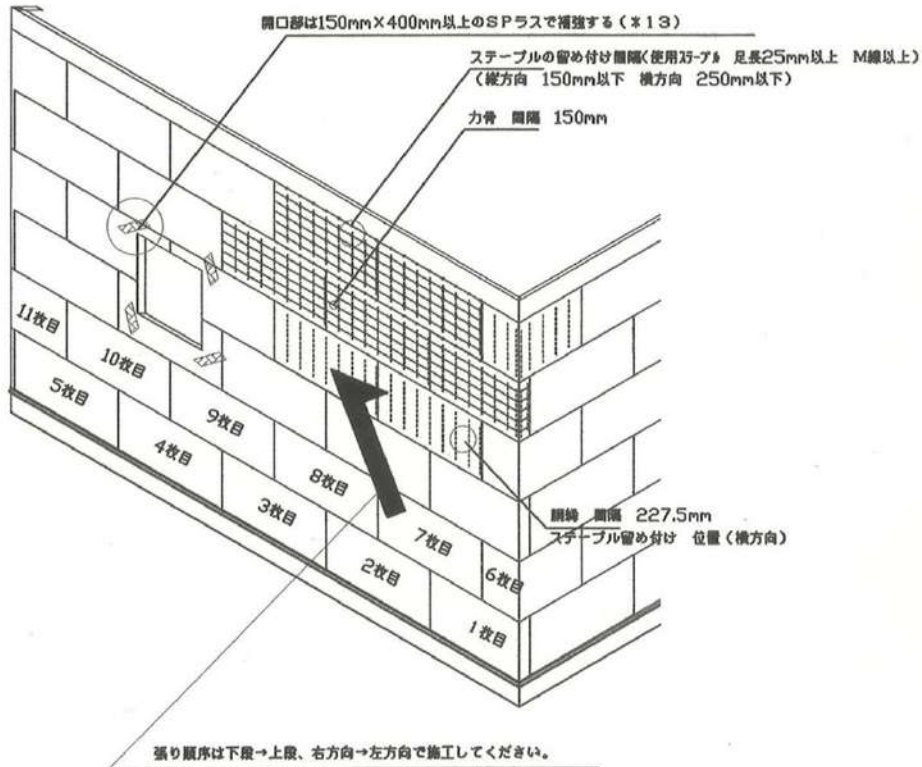 開口部は150mm×400mm以上のSPラスで補強する(*13)
ステープルの留め付け間隔(使用ステープル 足長25mm以上 M線以上)
(縦方向 150mm以下 横方向 250mm以下)
力骨 間隔 150mm
11枚目
10枚目
5枚目
9枚目
4枚目
8枚目
3枚目
7枚目
2枚目
6枚目
1枚目
胴縁 間隔 227.5mm
ステープル留め付け 位置(横方向)
張り順序は下段→上段、右方向→左方向で施工してください。